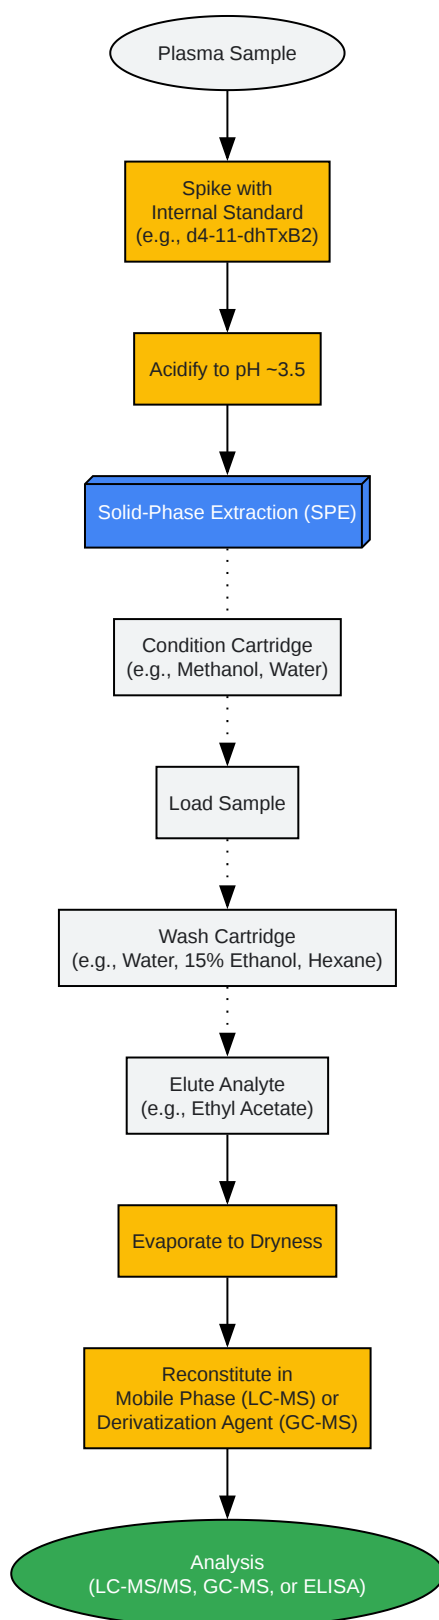 Plasma Sample
Spike with
Internal Standard
(e.g., d4-11-dhTxB2)
Acidify to pH ~3.5
Solid-Phase Extraction (SPE)
Condition Cartridge
(e.g., Methanol, Water)
Load Sample
Wash Cartridge
(e.g., Water, 15% Ethanol, Hexane)
Elute Analyte
(e.g., Ethyl Acetate)
Evaporate to Dryness
Reconstitute in
Mobile Phase (LC-MS) or
Derivatization Agent (GC-MS)
Analysis
(LC-MS/MS, GC-MS, or ELISA)